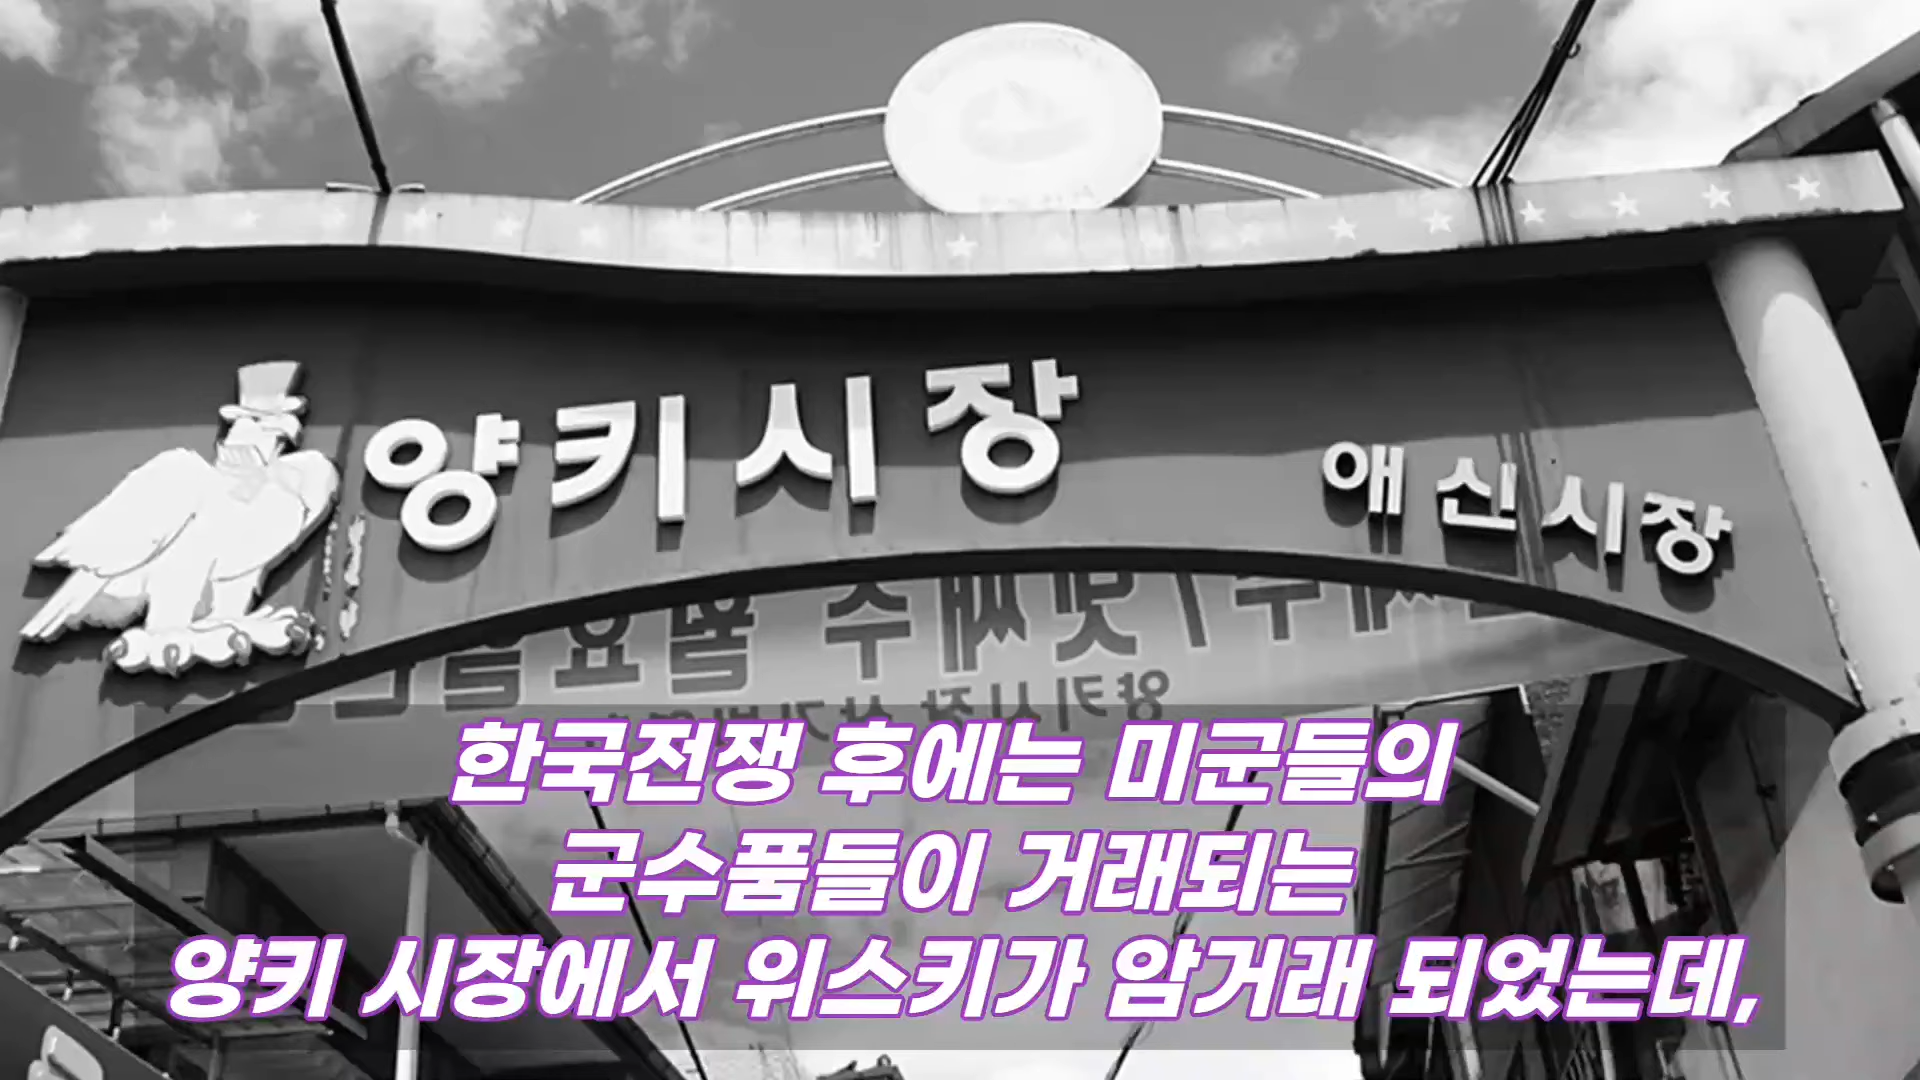 양키시장
애신시장
한국전쟁 후에는 미군들의
군수품들이 거래되는
양키 시장에서 위스키가 암거래 되었는데,